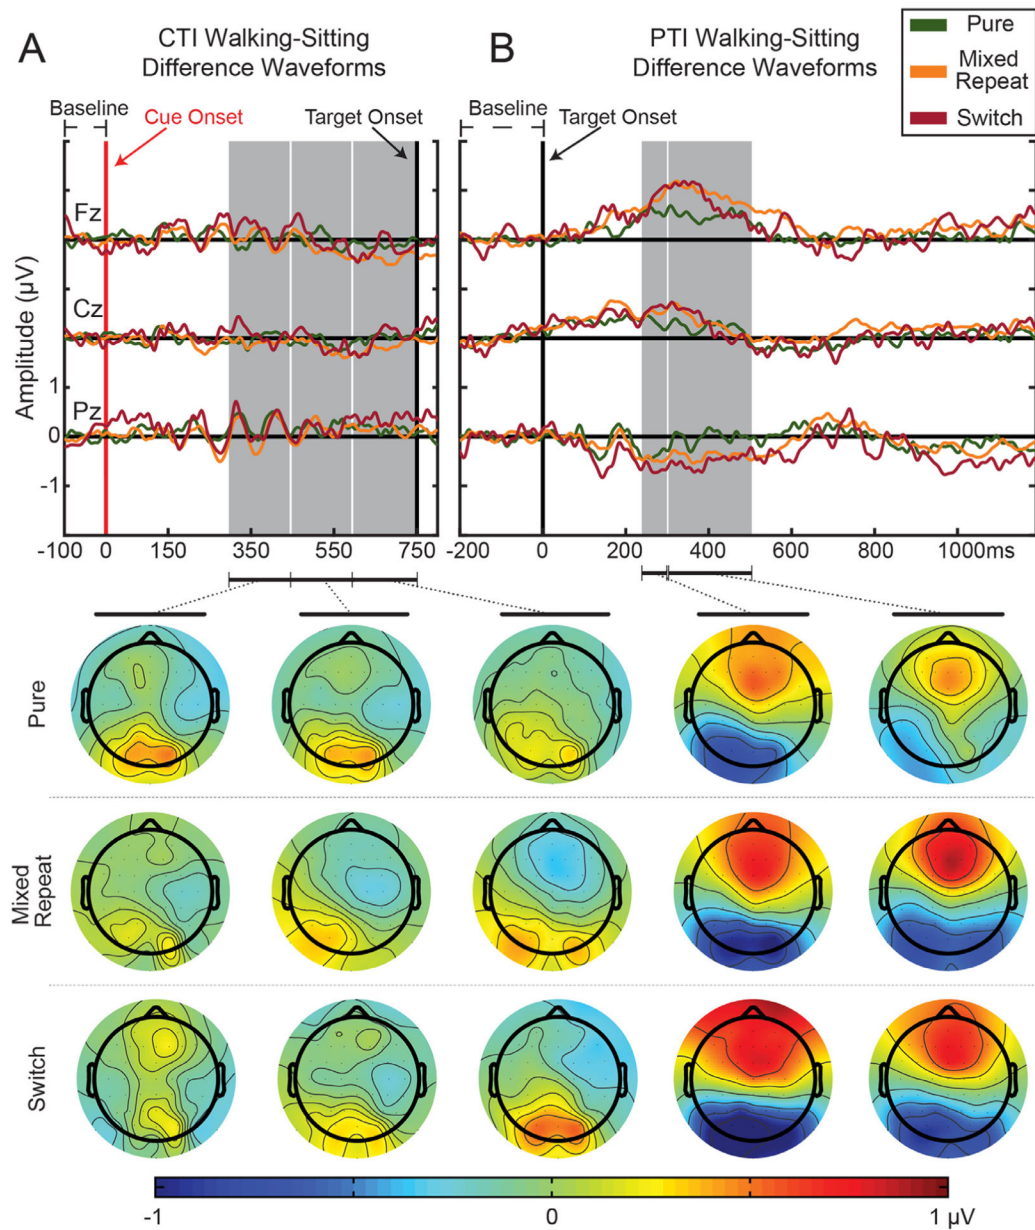 A
CTI Walking-Sitting
Difference Waveforms
B
PTI Walking-Sitting
Difference Waveforms
Pure
Mixed
Repeat
Switch
Baseline
Cue Onset
Target Onset
Baseline
Target Onset
Fz
Cz
Pz
Amplitude (µV)
1
0
-1
-100
0
150
350
550
750
-200
0
200
400
600
800
1000ms
Pure
Mixed
Repeat
Switch
-1
0
1 µV